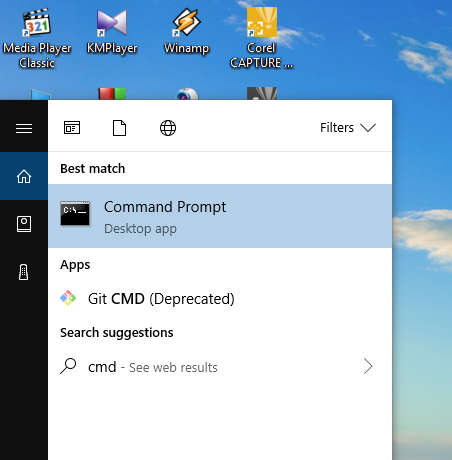 Media Player
Classic
KMPlayer
Winamp
Corel
CAPTURE ...
Filters
Best match
Command Prompt
Desktop app
Apps
Git CMD (Deprecated)
Search suggestions
cmd - See web results